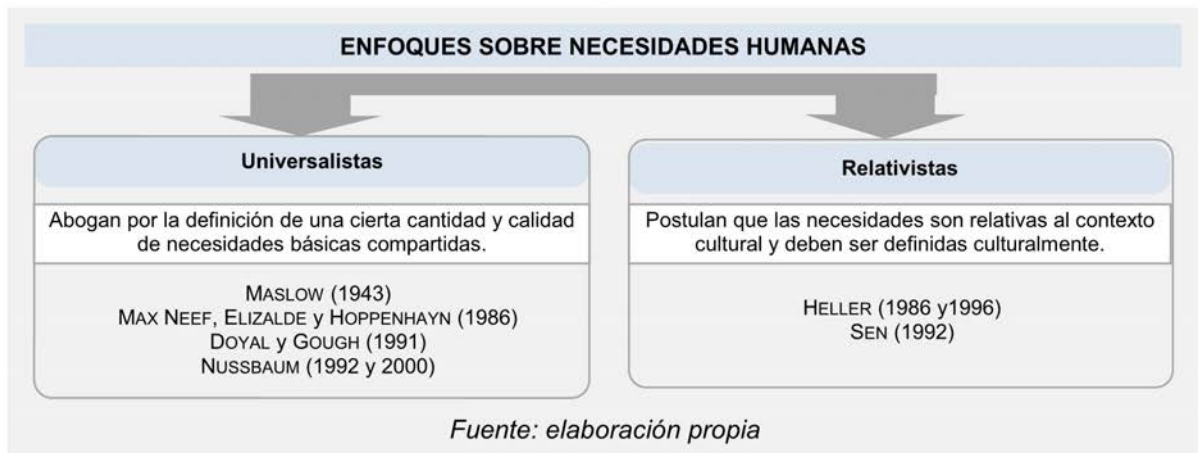 ENFOQUES SOBRE NECESIDADES HUMANAS
Universalistas
Abogan por la definición de una cierta cantidad y calidad
de necesidades básicas compartidas.
MASLOW (1943)
MAX NEEF, ELIZALDE y HOPPENHAYN (1986)
DOYAL y GOUGH (1991)
NUSSBAUM (1992 y 2000)
Relativistas
Postulan que las necesidades son relativas al contexto
cultural y deben ser definidas culturalmente.
HELLER (1986 y1996)
SEN (1992)
Fuente: elaboración propia